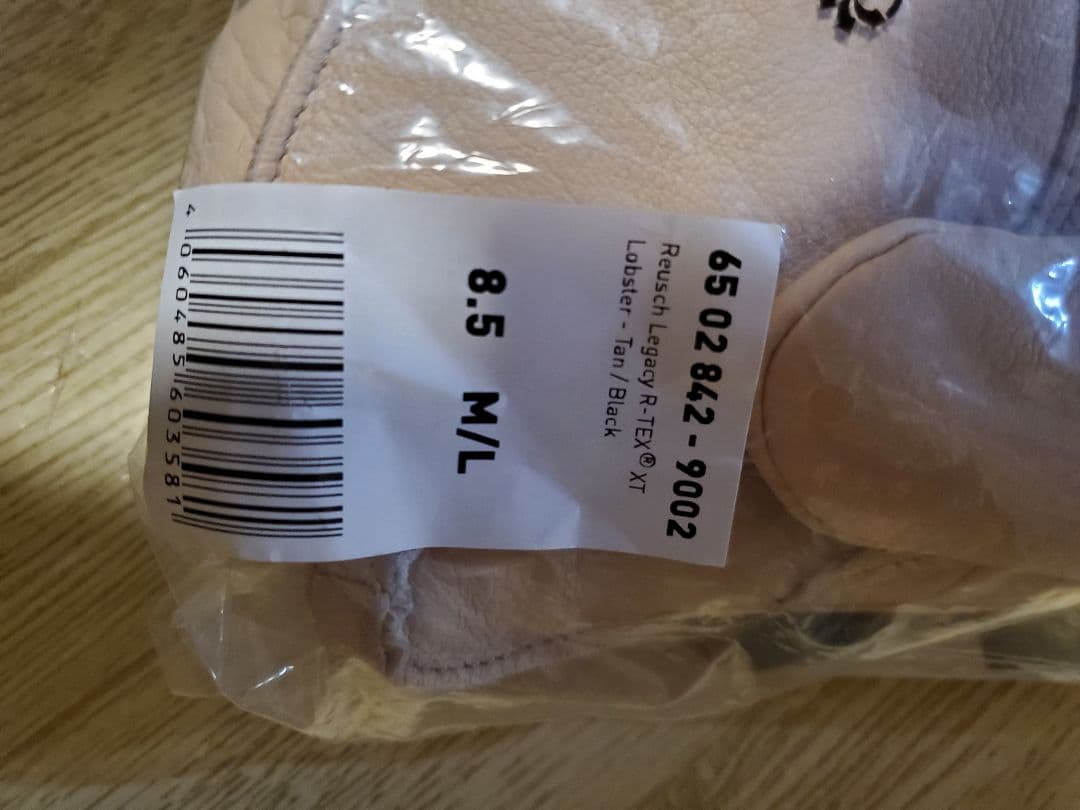 65 02 842 - 9002
Reusch Legacy R-TEX® XT
Lobster - Tan / Black
8.5 M/L
4 060485 603581